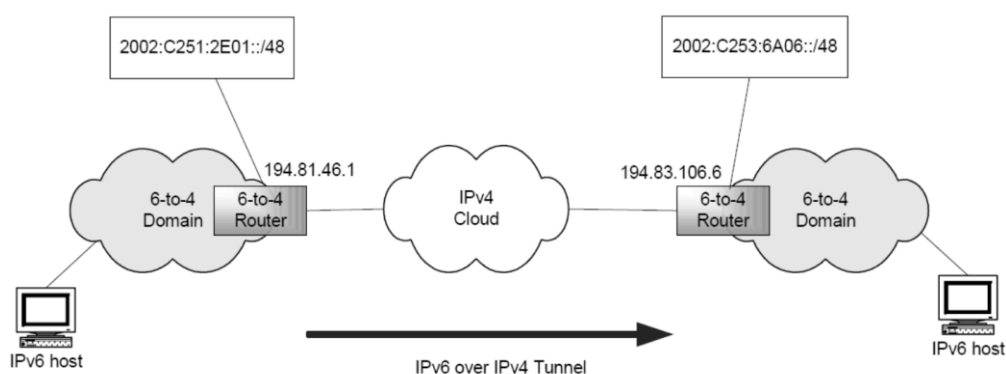 2002:C251:2E01::/48
2002:C253:6A06::/48
194.81.46.1
194.83.106.6
6-to-4
Domain
6-to-4
Router
IPv4
Cloud
6-to-4
Router
6-to-4
Domain
IPv6 host
IPv6 host
IPv6 over IPv4 Tunnel